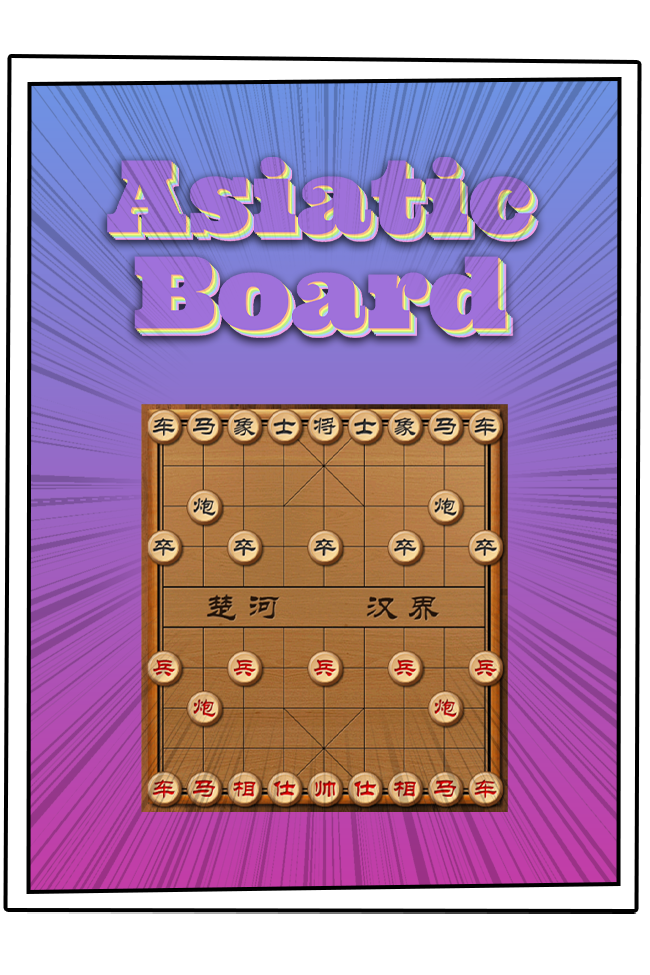 Asiatic
Board
车马象士将士象马车
炮 炮
卒 卒 卒 卒 卒
楚河 汉界
兵 兵 兵 兵 兵
炮 炮
车马相仕帅仕相马车